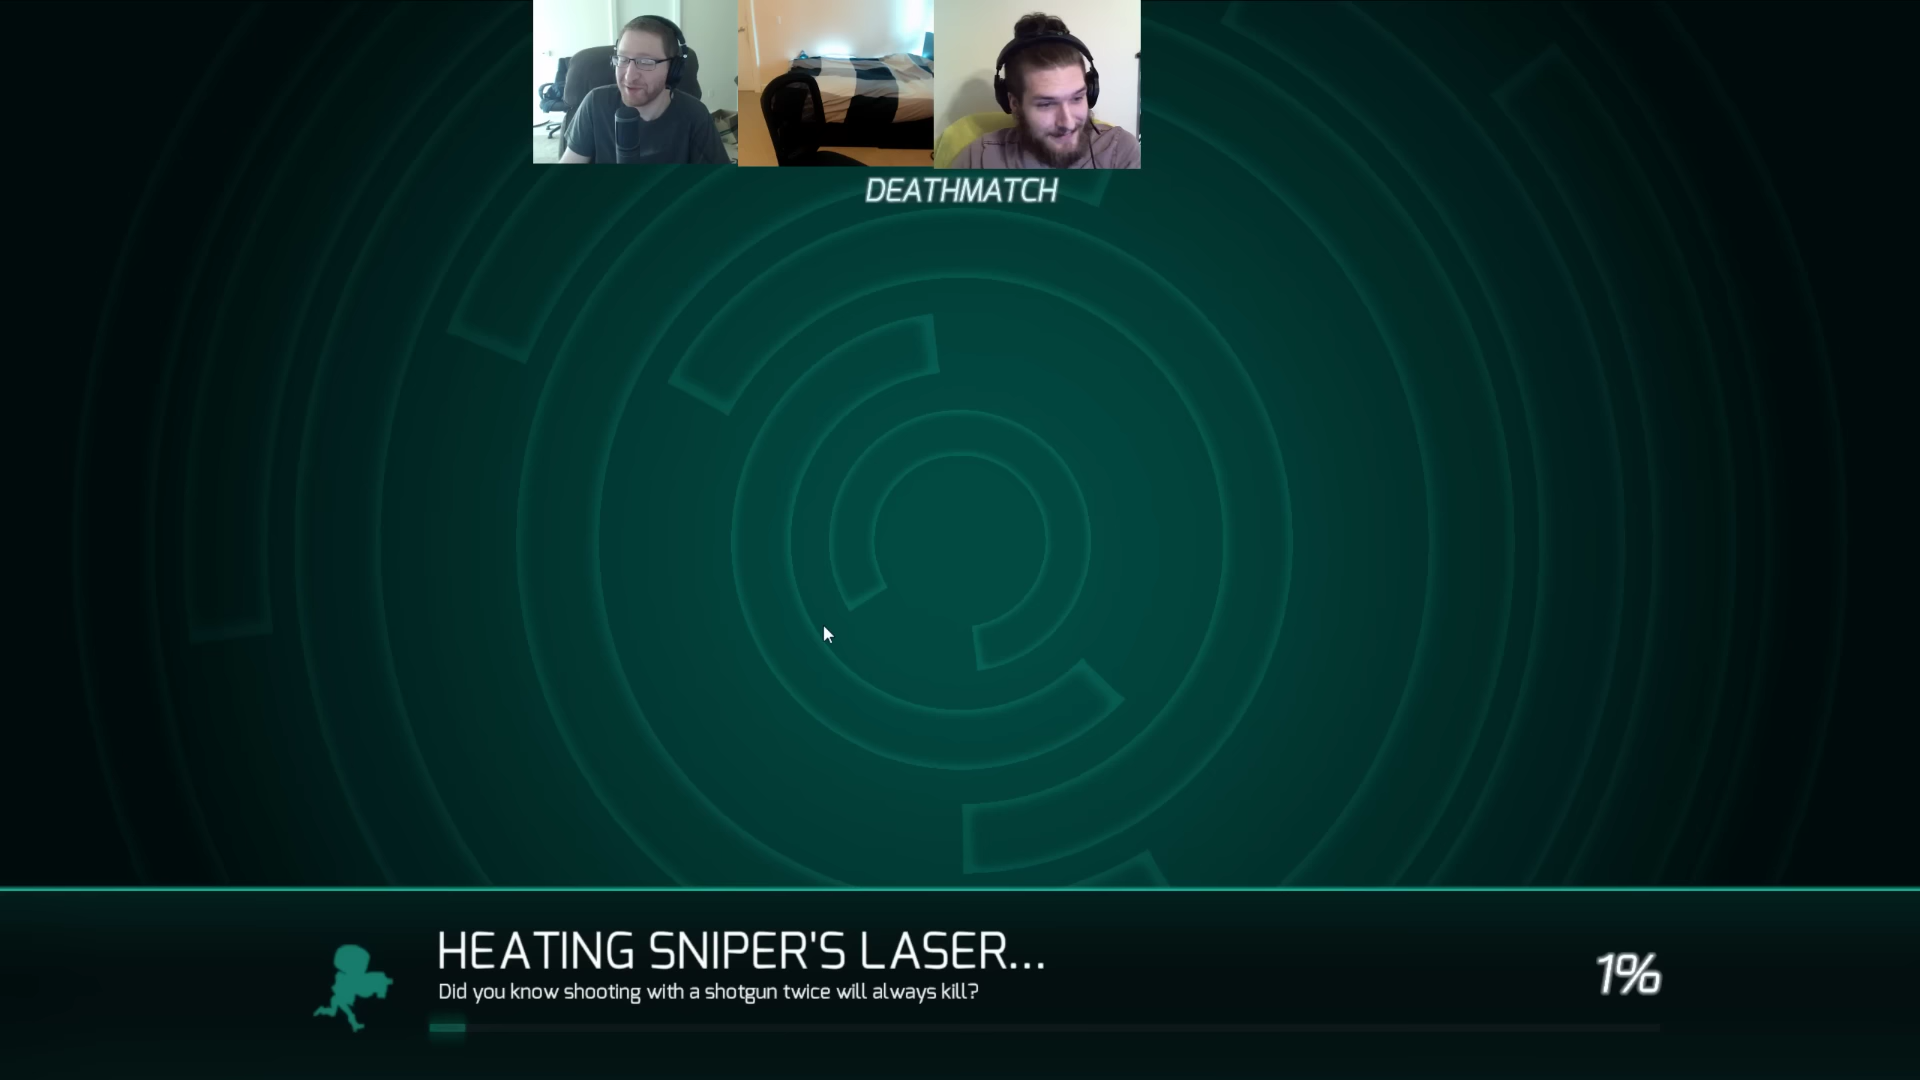 DEATHMATCH
HEATING SNIPER'S LASER...
Did you know shooting with a shotgun twice will always kill?
1%